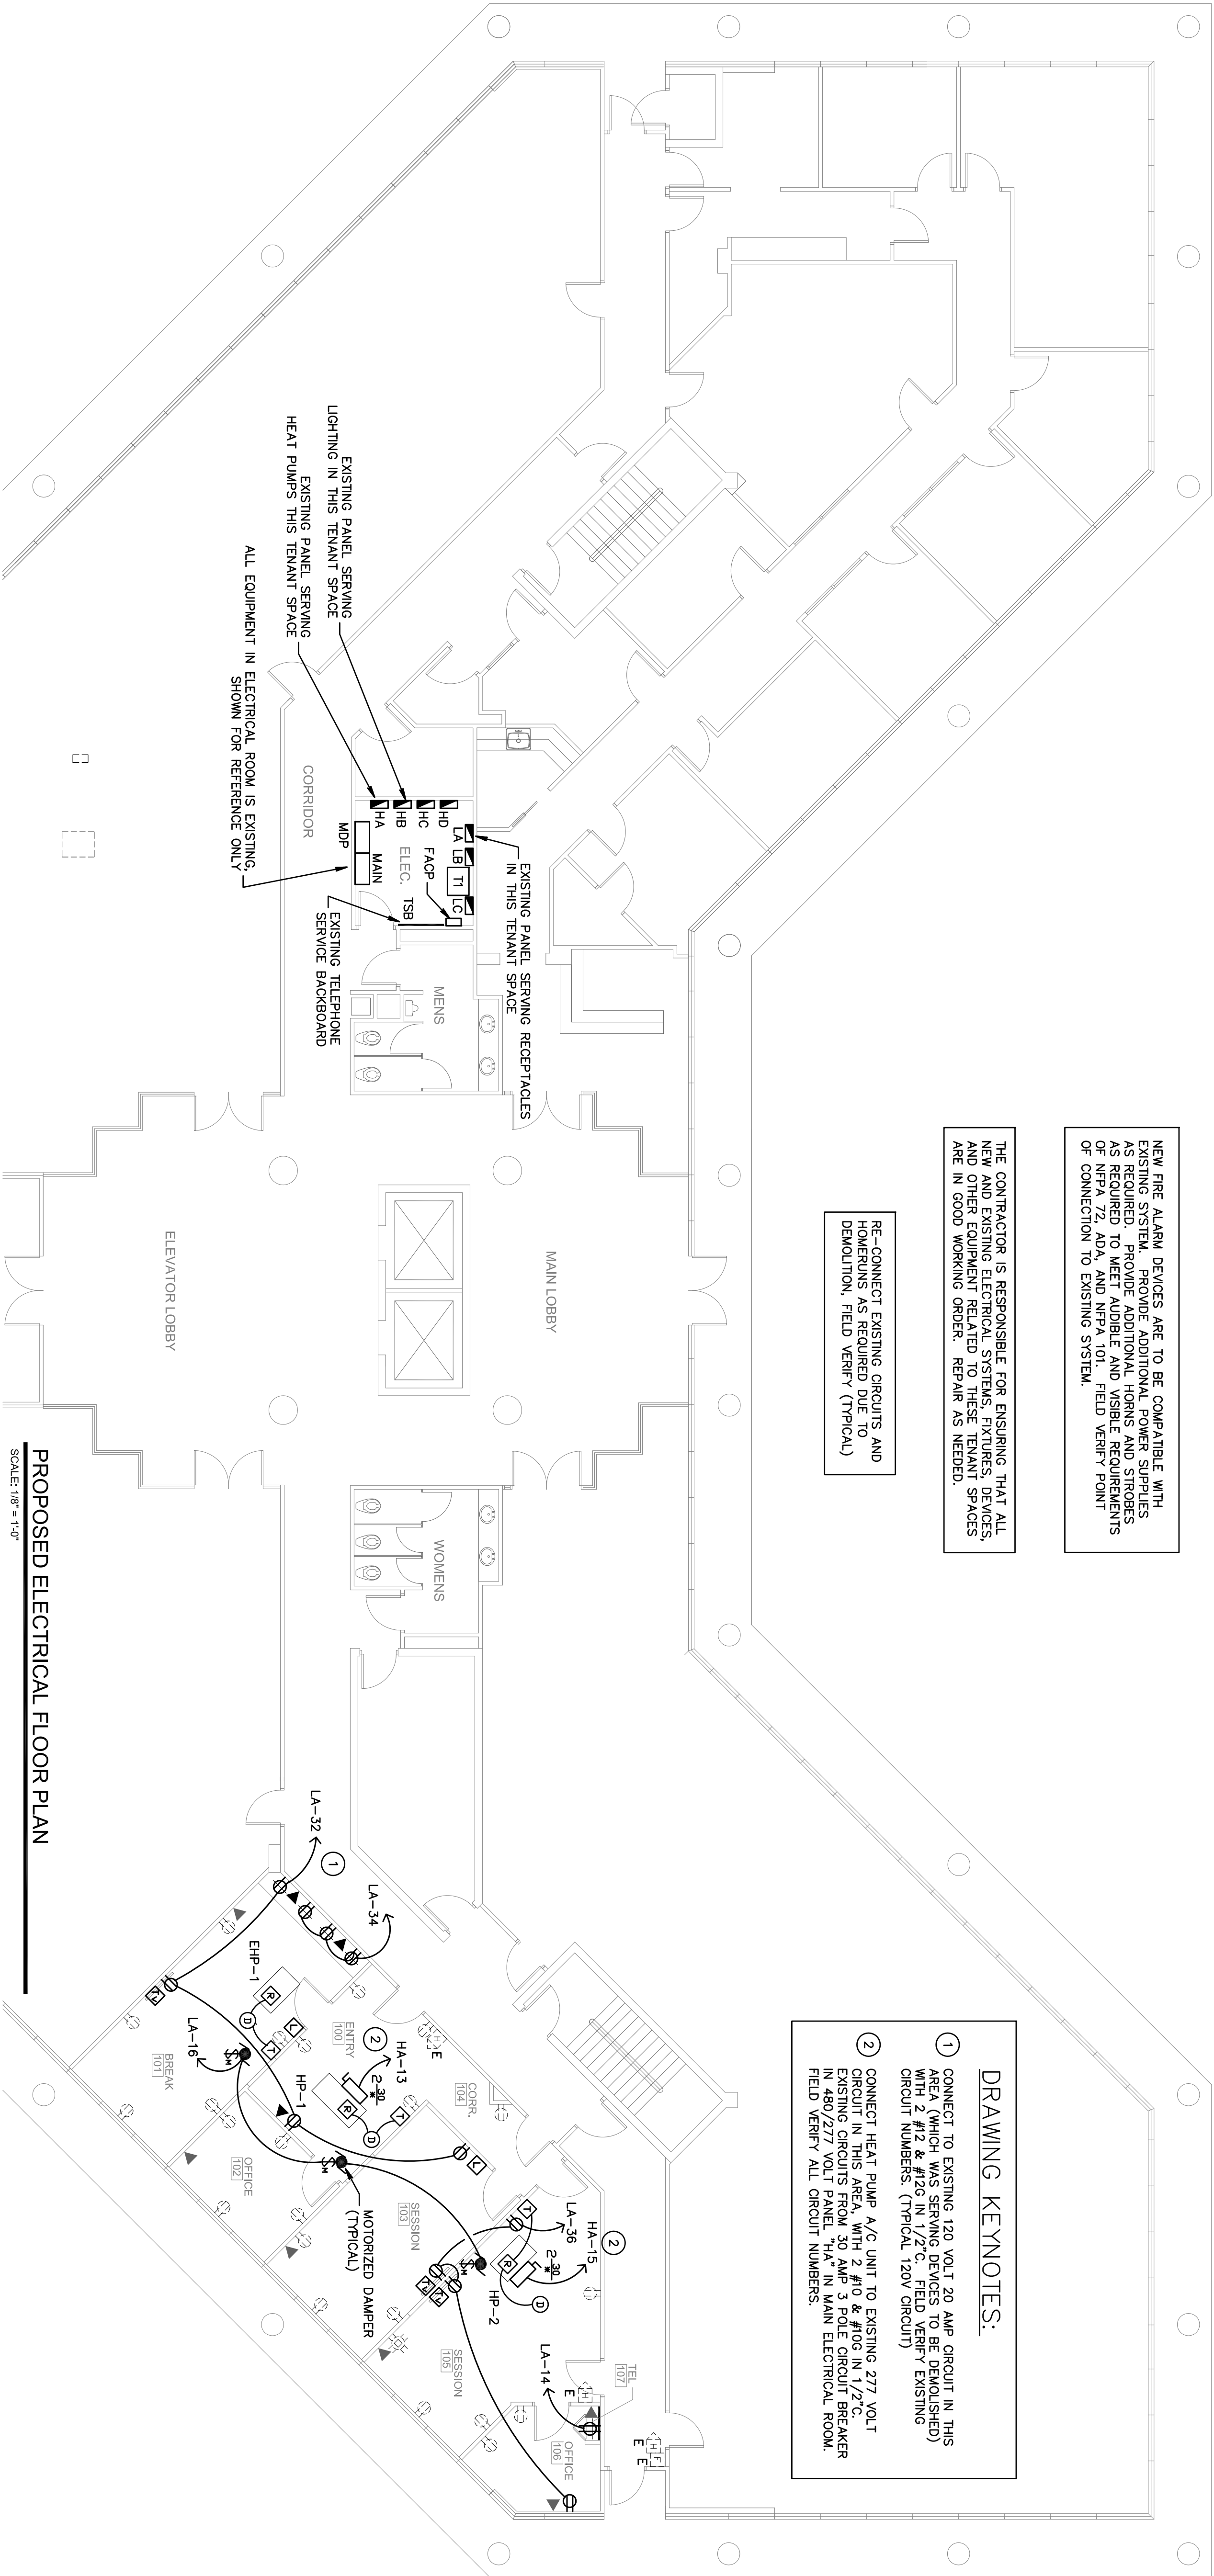 NEW FIRE ALARM DEVICES ARE TO BE COMPATIBLE WITH
EXISTING SYSTEM. PROVIDE ADDITIONAL POWER SUPPLIES
AS REQUIRED. PROVIDE ADDITIONAL HORNS AND STROBES
AS REQUIRED TO MEET AUDIBLE AND VISIBLE REQUIREMENTS
OF NFPA 72, ADA, AND NFPA 101. FIELD VERIFY POINT
OF CONNECTION TO EXISTING SYSTEM.
THE CONTRACTOR IS RESPONSIBLE FOR ENSURING THAT ALL
NEW AND EXISTING ELECTRICAL SYSTEMS, FIXTURES, DEVICES,
AND OTHER EQUIPMENT RELATED TO THESE TENANT SPACES
ARE IN GOOD WORKING ORDER. REPAIR AS NEEDED.
RE-CONNECT EXISTING CIRCUITS AND
HOMERUNS AS REQUIRED DUE TO
DEMOLITION, FIELD VERIFY (TYPICAL)
DRAWING KEYNOTES:
1 CONNECT TO EXISTING 120 VOLT 20 AMP CIRCUIT IN THIS
AREA (WHICH WAS SERVING DEVICES TO BE DEMOLISHED)
WITH 2 #12 & #12G IN 1/2"C. FIELD VERIFY EXISTING
CIRCUIT NUMBERS. (TYPICAL 120V CIRCUIT)
2 CONNECT HEAT PUMP A/C UNIT TO EXISTING 277 VOLT
CIRCUIT IN THIS AREA, WITH 2 #10 & #10G IN 1/2"C.
EXISTING CIRCUITS FROM 30 AMP 3 POLE CIRCUIT BREAKER
IN 480/277 VOLT PANEL "HA" IN MAIN ELECTRICAL ROOM.
FIELD VERIFY ALL CIRCUIT NUMBERS.
EXISTING PANEL SERVING RECEPTACLES
IN THIS TENANT SPACE
EXISTING PANEL SERVING
LIGHTING IN THIS TENANT SPACE
EXISTING PANEL SERVING
HEAT PUMPS THIS TENANT SPACE
ALL EQUIPMENT IN ELECTRICAL ROOM IS EXISTING,
SHOWN FOR REFERENCE ONLY
HD
HC
HB
HA
LA
LB
T1
LC
FACP
ELEC.
TSB
MAIN
MDP
CORRIDOR
EXISTING TELEPHONE
SERVICE BACKBOARD
MENS
MAIN LOBBY
ELEVATOR LOBBY
WOMENS
LA-32
1
LA-34
EHP-1
R
D
T
ENTRY
100
2
HA-13
2-30
R
D
T
H
E
LA-16
BREAK
101
HP-1
CORR.
104
OFFICE
102
MOTORIZED DAMPER
(TYPICAL)
SESSION
103
2
HA-15
LA-36
2-30
R
T
D
HP-2
SESSION
105
LA-14
TEL
107
H
E
H
F
E
E
OFFICE
106
PROPOSED ELECTRICAL FLOOR PLAN
SCALE: 1/8" = 1'-0"